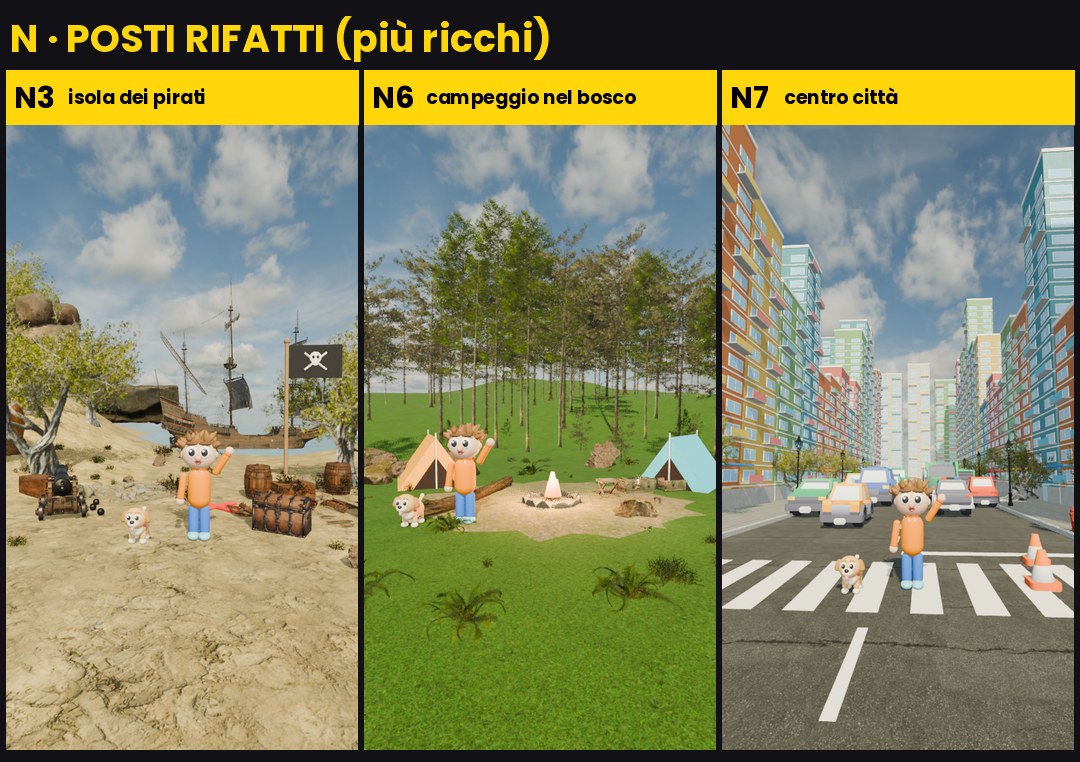 N · POSTI RIFATTI (più ricchi)
N3 isola dei pirati
N6 campeggio nel bosco
N7 centro città